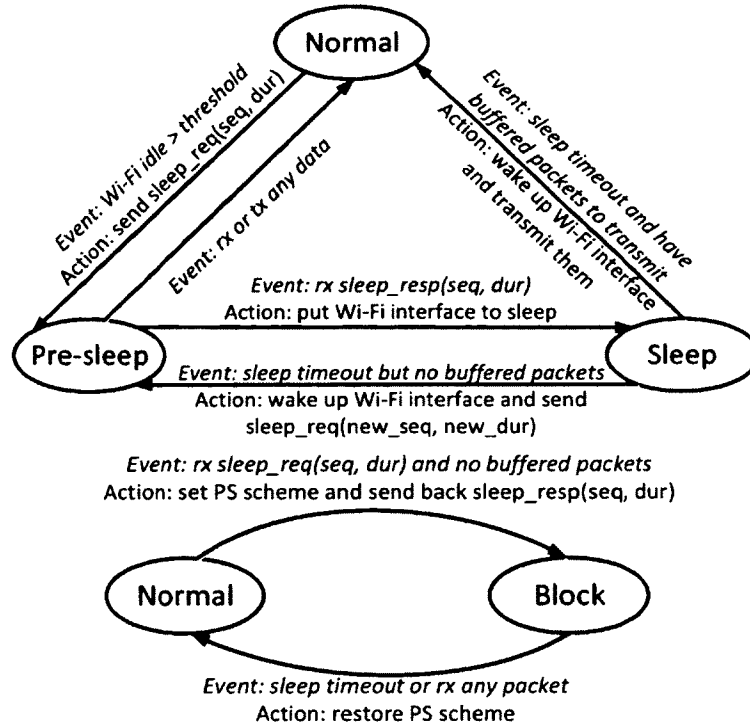 Normal
Event: Wi-Fi idle > threshold
Action: send sleep_req(seq, dur)
Event: rx or tx any data
Event: sleep timeout and have
buffered packets to transmit
Action: wake up Wi-Fi interface
and transmit them
Event: rx sleep_resp(seq, dur)
Action: put Wi-Fi interface to sleep
Pre-sleep
Sleep
Event: sleep timeout but no buffered packets
Action: wake up Wi-Fi interface and send
sleep_req(new_seq, new_dur)
Event: rx sleep_req(seq, dur) and no buffered packets
Action: set PS scheme and send back sleep_resp(seq, dur)
Normal
Block
Event: sleep timeout or rx any packet
Action: restore PS scheme